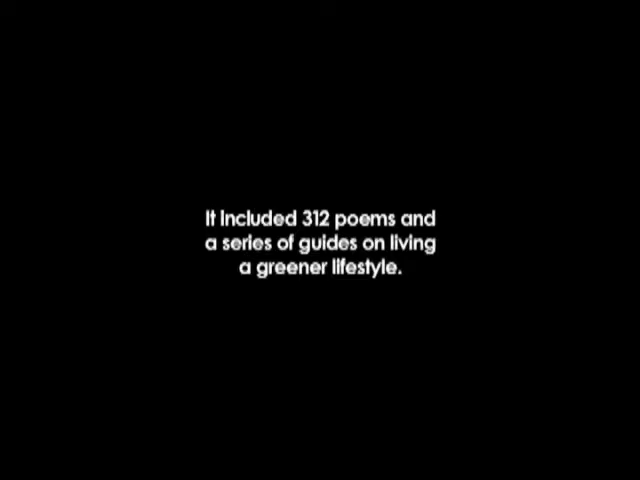 It included 312 poems and
a series of guides on living
a greener lifestyle.